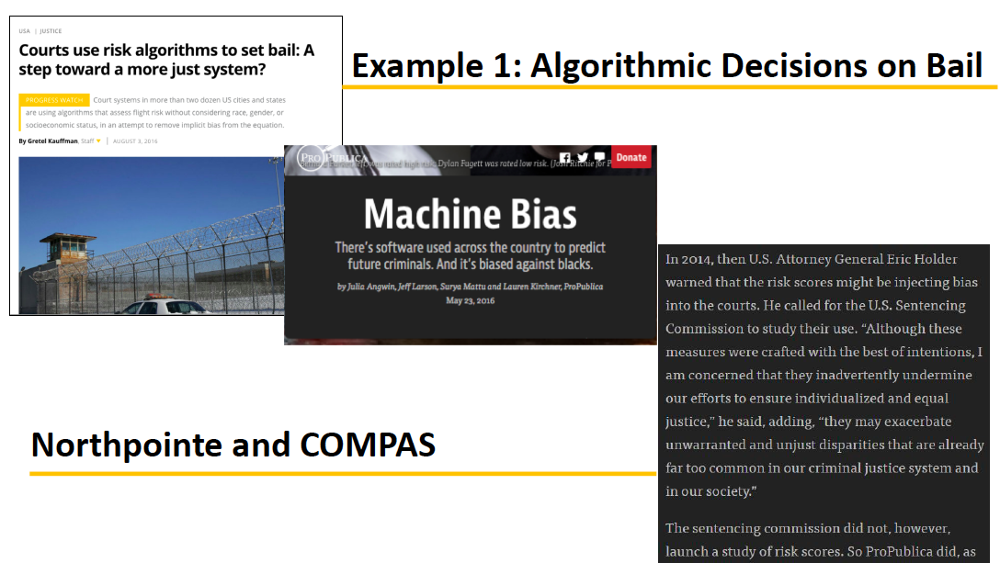 USA | JUSTICE
Courts use risk algorithms to set bail: A
step toward a more just system?
PROGRESS WATCH Court systems in more than two dozen US cities and states
are using algorithms that assess flight risk without considering race, gender, or
socioeconomic status, in an attempt to remove implicit bias from the equation.
By Gretel Kauffman, Staff | AUGUST 3, 2016
Example 1: Algorithmic Decisions on Bail
PROPUBLICA
rated high risk. Dylan Fugett was rated low risk. (Josh Ritchie for P
Donate
Machine Bias
There's software used across the country to predict
future criminals. And it's biased against blacks.
by Julia Angwin, Jeff Larson, Surya Mattu and Lauren Kirchner, ProPublica
May 23, 2016
Northpointe and COMPAS
In 2014, then U.S. Attorney General Eric Holder
warned that the risk scores might be injecting bias
into the courts. He called for the U.S. Sentencing
Commission to study their use. “Although these
measures were crafted with the best of intentions, I
am concerned that they inadvertently undermine
our efforts to ensure individualized and equal
justice,” he said, adding, “they may exacerbate
unwarranted and unjust disparities that are already
far too common in our criminal justice system and
in our society.”
The sentencing commission did not, however,
launch a study of risk scores. So ProPublica did, as